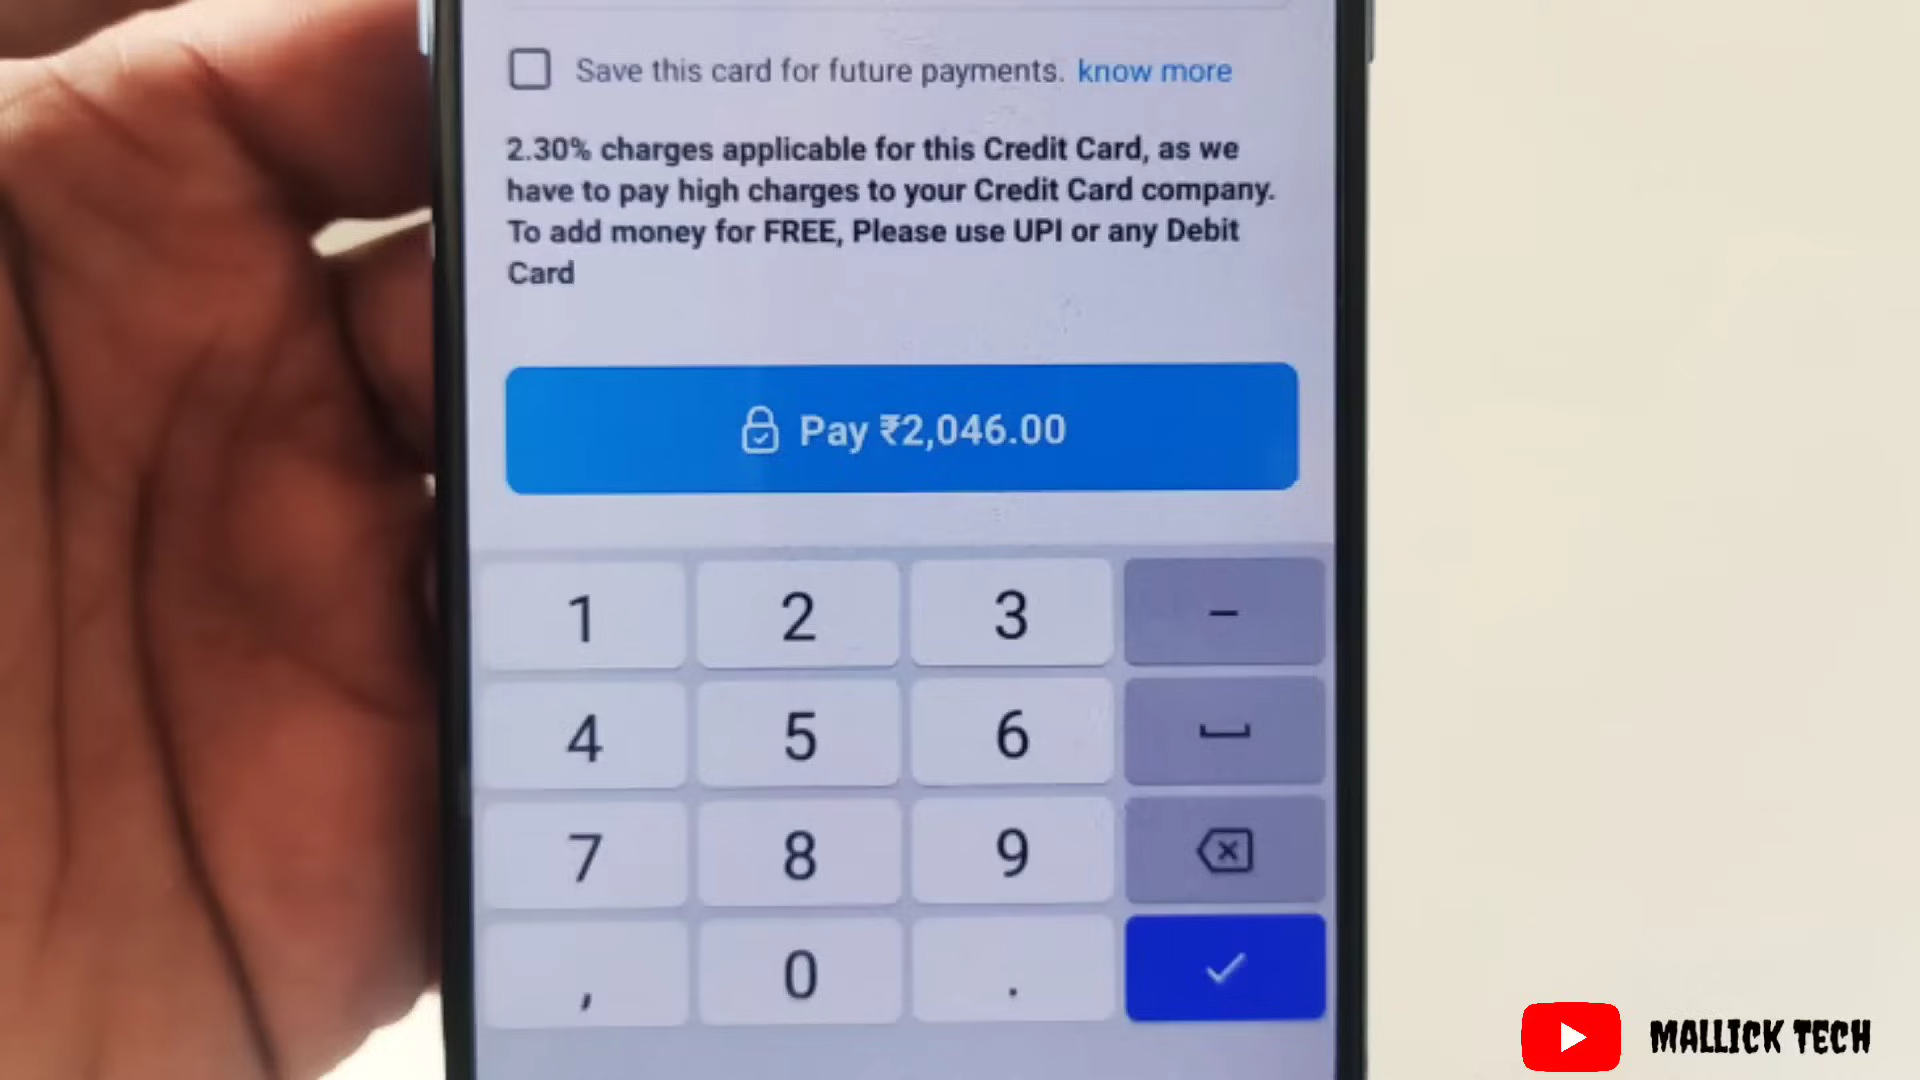 Save this card for future payments. know more
2.30% charges applicable for this Credit Card, as we
have to pay high charges to your Credit Card company.
To add money for FREE, Please use UPI or any Debit
Card
Pay ₹2,046.00
1 2 3 -
4 5 6
7 8 9
, 0 .
MALLICK TECH